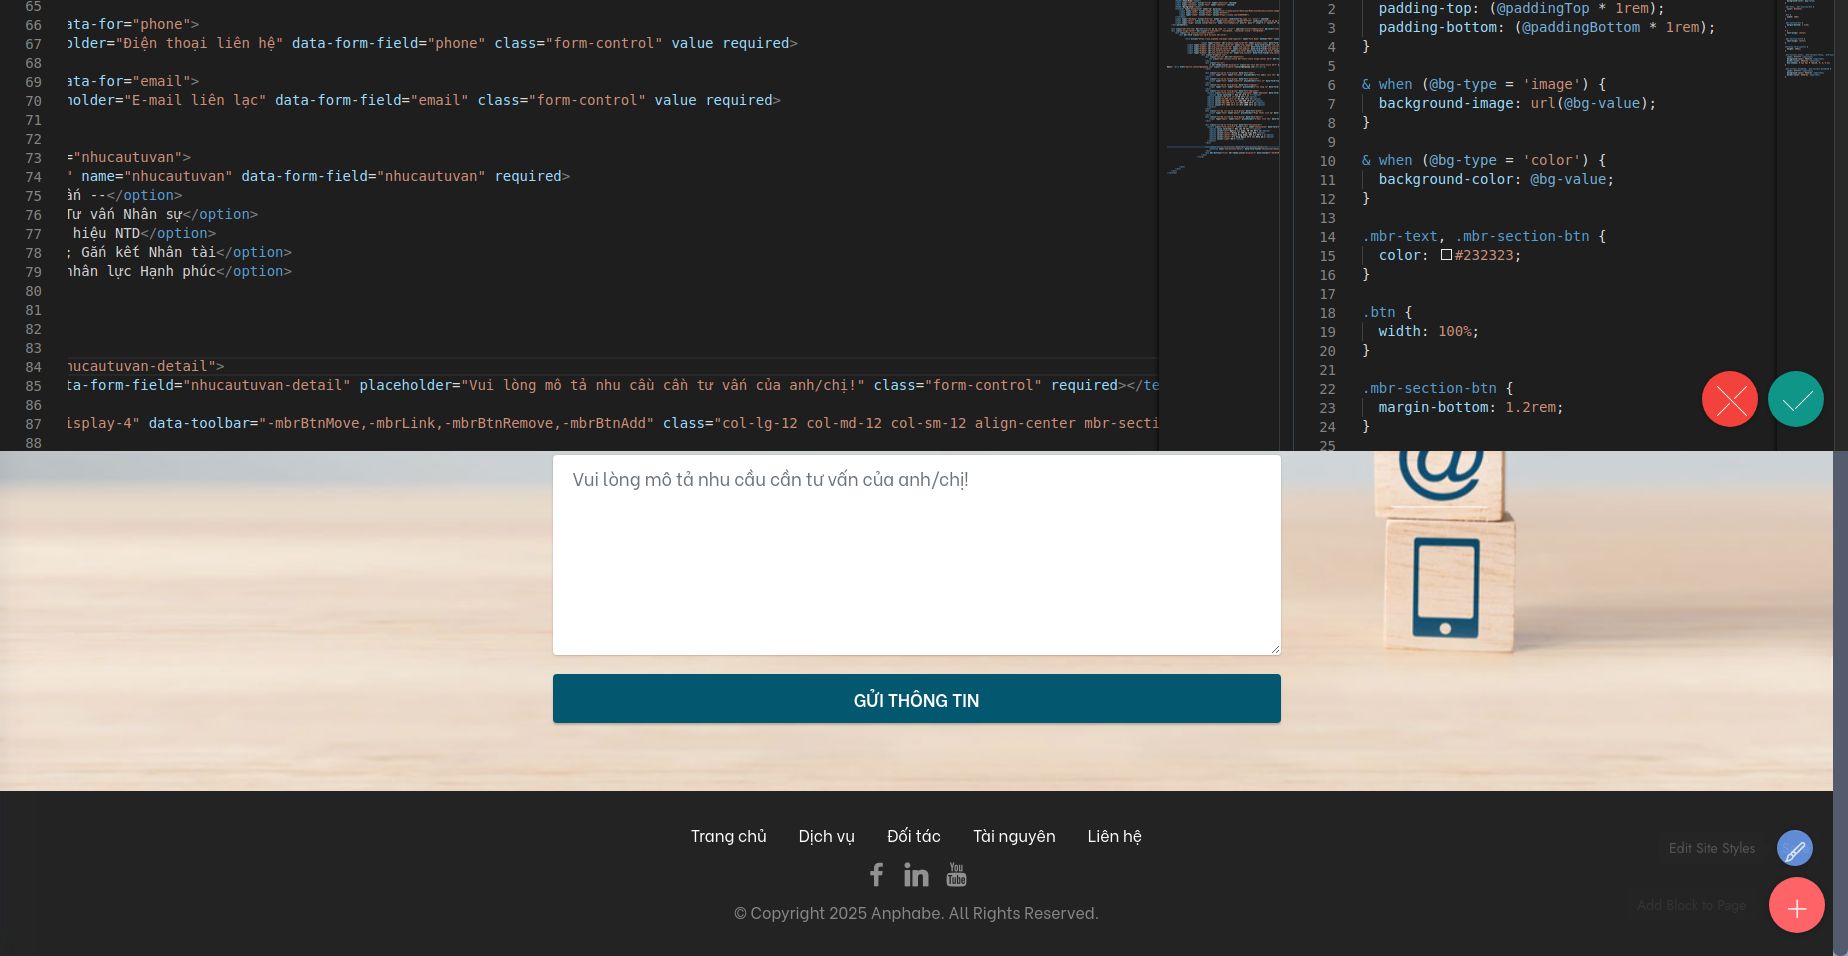 65
66 ata-for="phone">
67 older="Điện thoại liên hệ" data-form-field="phone" class="form-control" value required>
68
69 ata-for="email">
70 holder="E-mail liên lạc" data-form-field="email" class="form-control" value required>
71
72
73 ="nhucautuvan">
74 " name="nhucautuvan" data-form-field="nhucautuvan" required>
75 ấn --</option>
76 Tư vấn Nhân sự</option>
77 hiệu NTD</option>
78 ; Gắn kết Nhân tài</option>
79 nhân lực Hạnh phúc</option>
80
81
82
83
84 hucautuvan-detail">
85 ta-form-field="nhucautuvan-detail" placeholder="Vui lòng mô tả nhu cầu cần tư vấn của anh/chị!" class="form-control" required></te
86
87 isplay-4" data-toolbar="-mbrBtnMove,-mbrLink,-mbrBtnRemove,-mbrBtnAdd" class="col-lg-12 col-md-12 col-sm-12 align-center mbr-secti
88
2 padding-top: (@paddingTop * 1rem);
3 padding-bottom: (@paddingBottom * 1rem);
4 }
5
6 & when (@bg-type = 'image') {
7 background-image: url(@bg-value);
8 }
9
10 & when (@bg-type = 'color') {
11 background-color: @bg-value;
12 }
13
14 .mbr-text, .mbr-section-btn {
15 color: #232323;
16 }
17
18 .btn {
19 width: 100%;
20 }
21
22 .mbr-section-btn {
23 margin-bottom: 1.2rem;
24 }
25
Vui lòng mô tả nhu cầu cần tư vấn của anh/chị!
@
GỬI THÔNG TIN
Trang chủ Dịch vụ Đối tác Tài nguyên Liên hệ
f in You Tube
© Copyright 2025 Anphabe. All Rights Reserved.
Edit Site Styles
Add Block to Page